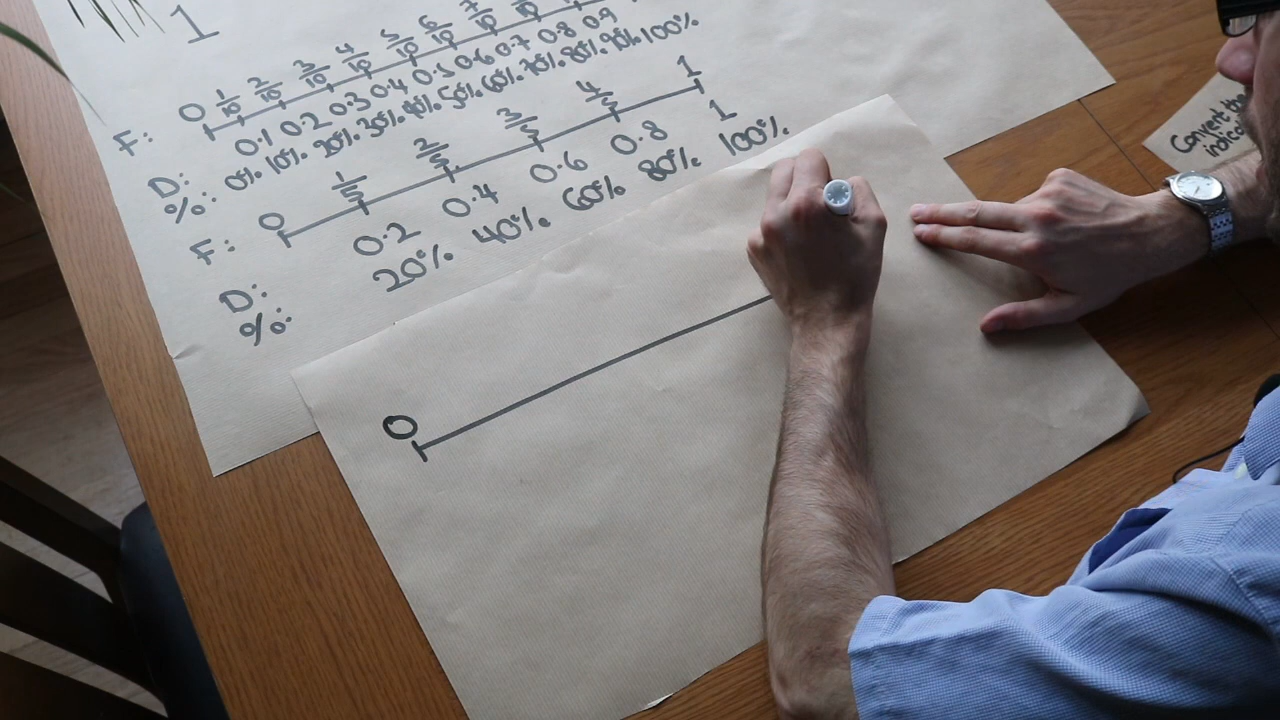 1
1/10 2/10 3/10 4/10 5/10 6/10 7/10
F: 0
D: 0.1 0.2 0.3 0.4 0.5 0.6 0.7 0.8 0.9
%: 0% 10% 20% 30% 40% 50% 60% 70% 80% 90% 100%
F: 0 1/5 2/5 3/5 4/5 1
D: 0.2 0.4 0.6 0.8 1
%: 20% 40% 60% 80% 100%
0
Convert the